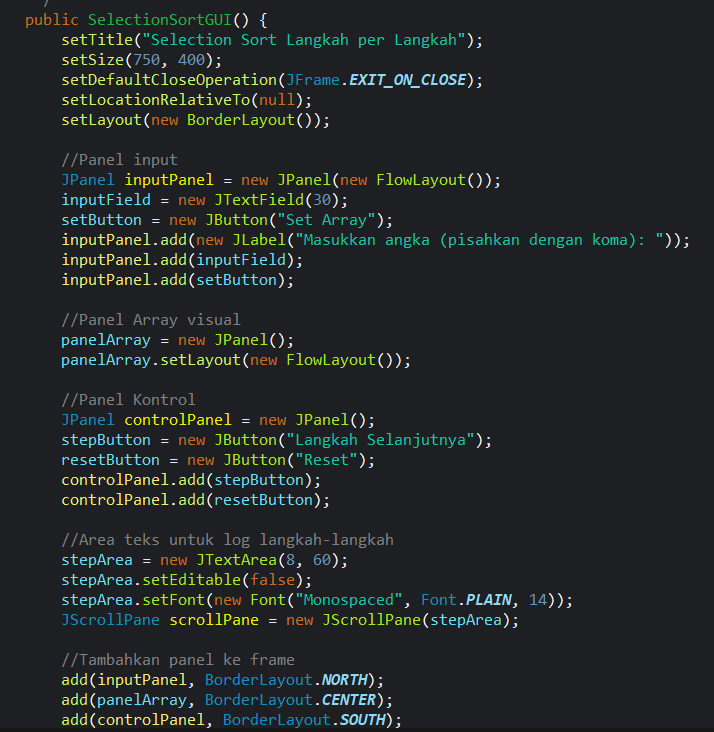 /
public SelectionSortGUI() {
setTitle("Selection Sort Langkah per Langkah");
setSize(750, 400);
setDefaultCloseOperation(JFrame.EXIT_ON_CLOSE);
setLocationRelativeTo(null);
setLayout(new BorderLayout());
//Panel input
JPanel inputPanel = new JPanel(new FlowLayout());
inputField = new JTextField(30);
setButton = new JButton("Set Array");
inputPanel.add(new JLabel("Masukkan angka (pisahkan dengan koma): "));
inputPanel.add(inputField);
inputPanel.add(setButton);
//Panel Array visual
panelArray = new JPanel();
panelArray.setLayout(new FlowLayout());
//Panel Kontrol
JPanel controlPanel = new JPanel();
stepButton = new JButton("Langkah Selanjutnya");
resetButton = new JButton("Reset");
controlPanel.add(stepButton);
controlPanel.add(resetButton);
//Area teks untuk log langkah-langkah
stepArea = new JTextArea(8, 60);
stepArea.setEditable(false);
stepArea.setFont(new Font("Monospaced", Font.PLAIN, 14));
JScrollPane scrollPane = new JScrollPane(stepArea);
//Tambahkan panel ke frame
add(inputPanel, BorderLayout.NORTH);
add(panelArray, BorderLayout.CENTER);
add(controlPanel, BorderLayout.SOUTH);